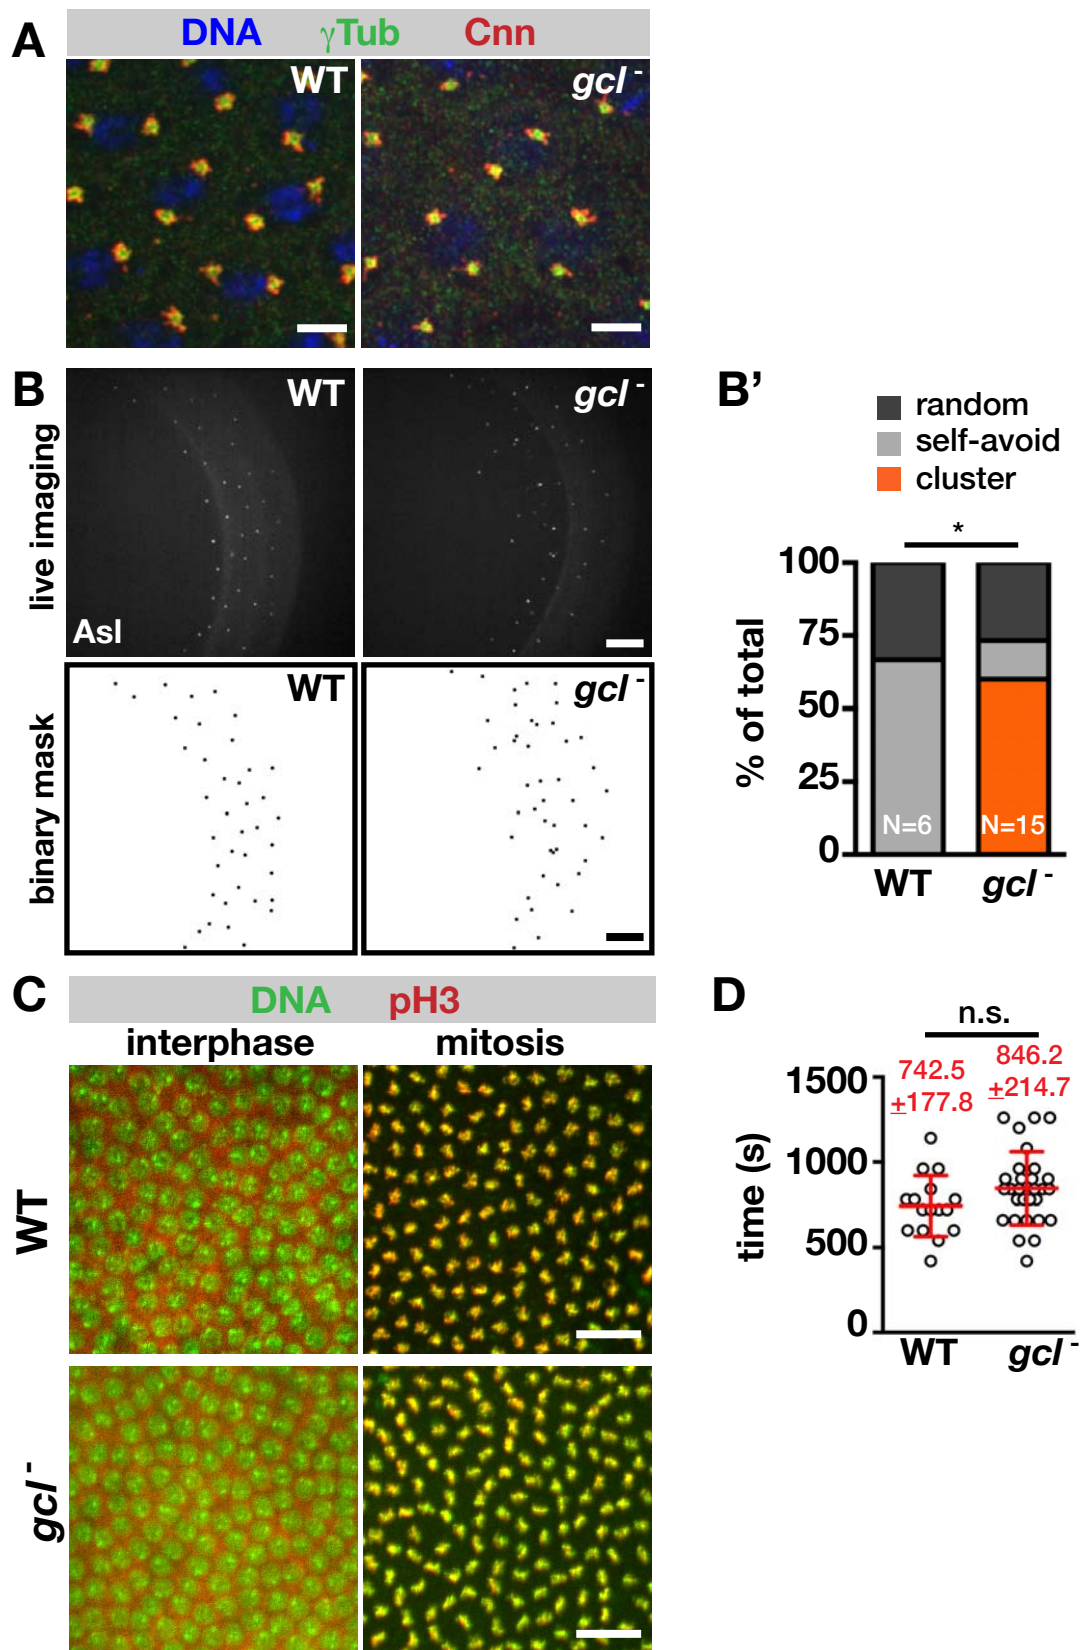 A
DNA γTub Cnn
WT
gcl -
B
live imaging
WT
gcl -
Asl
binary mask
WT
gcl -
B’
random
self-avoid
cluster
*
% of total
100
75
50
25
0
N=6
N=15
WT
gcl -
C
DNA pH3
interphase mitosis
WT
gcl -
D
n.s.
742.5
±177.8
846.2
±214.7
time (s)
1500
1000
500
0
WT
gcl -